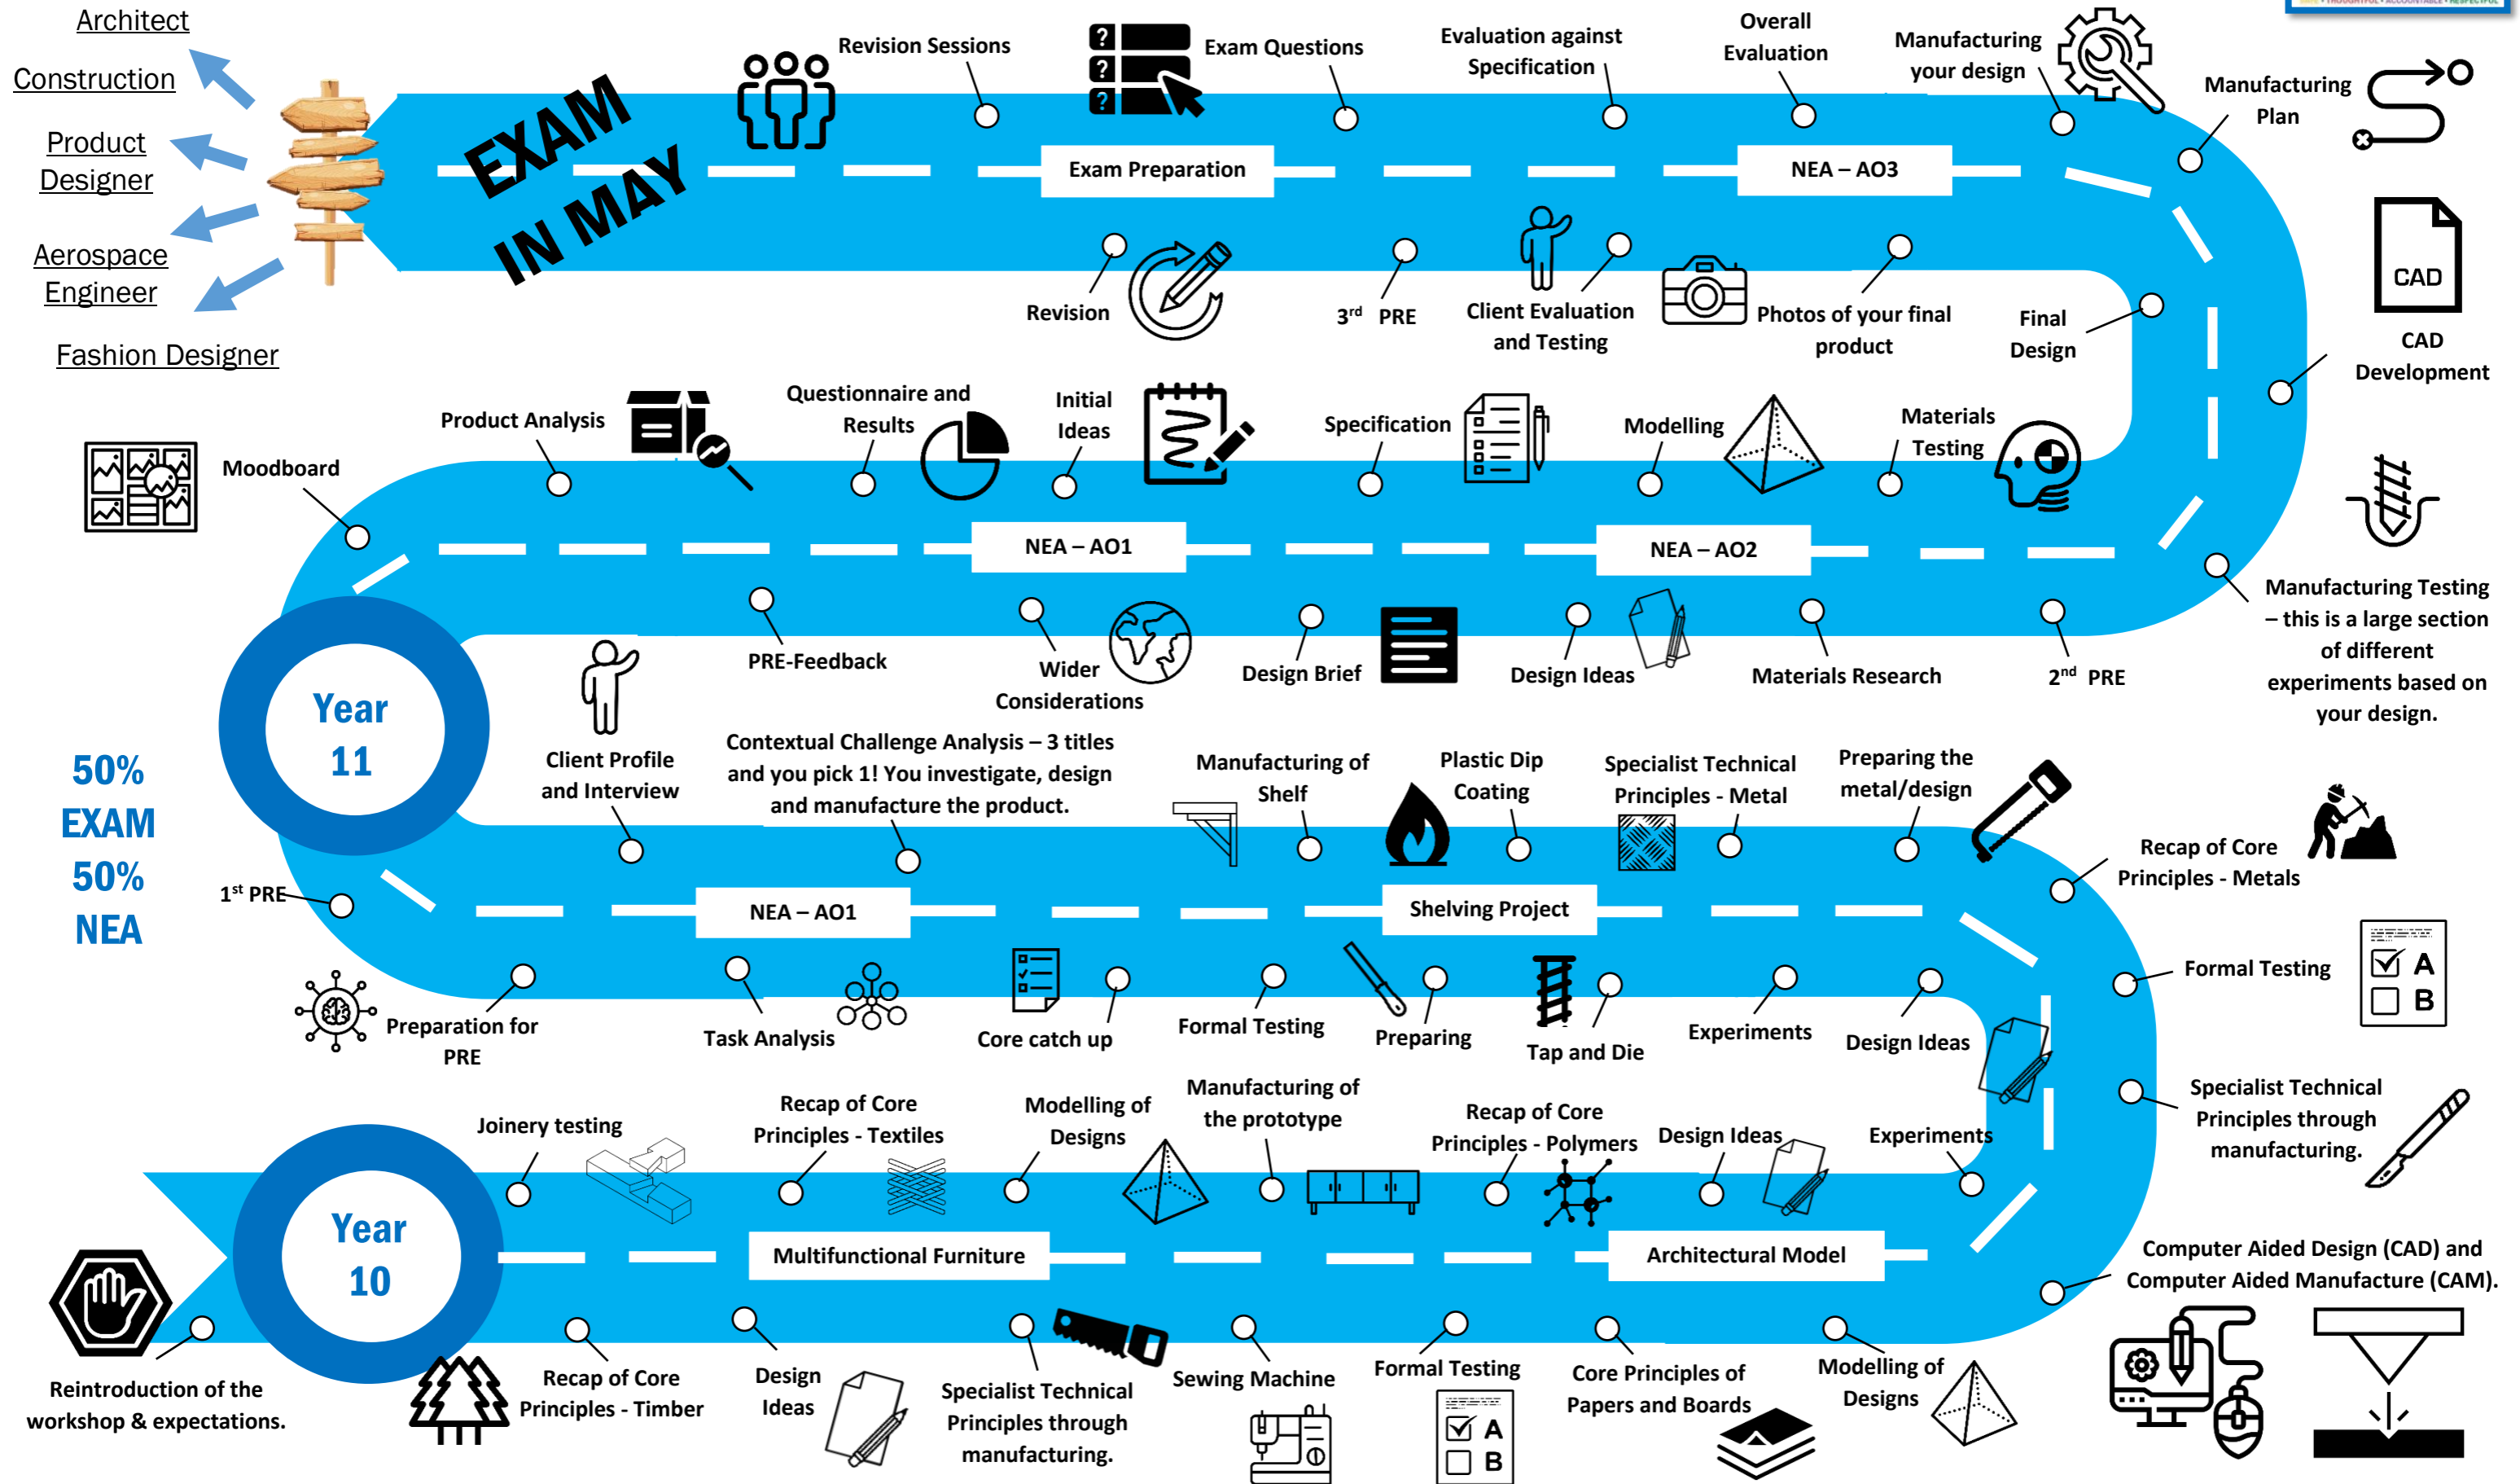 SAFE • THOUGHTFUL • ACCOUNTABLE • RESPECTFUL
Architect
Construction
Product
Designer
Aerospace
Engineer
Fashion Designer
EXAM
IN MAY
Revision Sessions
?
?
?
Exam Questions
Evaluation against
Specification
Overall
Evaluation
Manufacturing
your design
Manufacturing
Plan
Exam Preparation
NEA – AO3
Revision
3rd PRE
Client Evaluation
and Testing
Photos of your final
product
Final
Design
CAD
CAD
Development
Moodboard
Product Analysis
Questionnaire and
Results
Initial
Ideas
Specification
Modelling
Materials
Testing
NEA – AO1
NEA – AO2
Manufacturing Testing
– this is a large section
of different
experiments based on
your design.
PRE-Feedback
Wider
Considerations
Design Brief
Design Ideas
Materials Research
2nd PRE
Year
11
50%
EXAM
50%
NEA
Client Profile
and Interview
Contextual Challenge Analysis – 3 titles
and you pick 1! You investigate, design
and manufacture the product.
Manufacturing of
Shelf
Plastic Dip
Coating
Specialist Technical
Principles - Metal
Preparing the
metal/design
Recap of Core
Principles - Metals
1st PRE
NEA – AO1
Shelving Project
Formal Testing
A
B
Preparation for
PRE
Task Analysis
Core catch up
Formal Testing
Preparing
Tap and Die
Experiments
Design Ideas
Specialist Technical
Principles through
manufacturing.
Joinery testing
Recap of Core
Principles - Textiles
Modelling of
Designs
Manufacturing of
the prototype
Recap of Core
Principles - Polymers
Design Ideas
Experiments
Year
10
Multifunctional Furniture
Architectural Model
Computer Aided Design (CAD) and
Computer Aided Manufacture (CAM).
Reintroduction of the
workshop & expectations.
Recap of Core
Principles - Timber
Design
Ideas
Specialist Technical
Principles through
manufacturing.
Sewing Machine
Formal Testing
A
B
Core Principles of
Papers and Boards
Modelling of
Designs